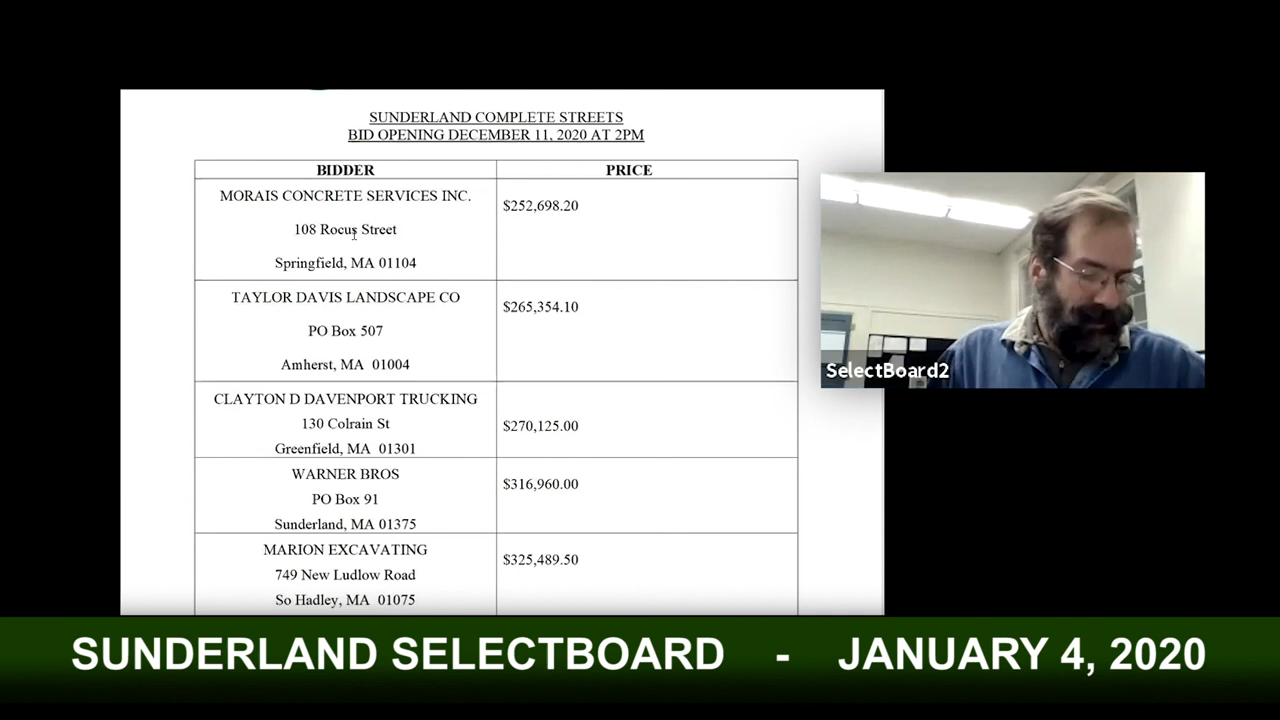 SUNDERLAND COMPLETE STREETS
BID OPENING DECEMBER 11, 2020 AT 2PM
BIDDER PRICE
MORAIS CONCRETE SERVICES INC.
108 Rocus Street
Springfield, MA 01104
$252,698.20
TAYLOR DAVIS LANDSCAPE CO
PO Box 507
Amherst, MA 01004
$265,354.10
CLAYTON D DAVENPORT TRUCKING
130 Colrain St
Greenfield, MA 01301
$270,125.00
WARNER BROS
PO Box 91
Sunderland, MA 01375
$316,960.00
MARION EXCAVATING
749 New Ludlow Road
So Hadley, MA 01075
$325,489.50
SelectBoard2
SUNDERLAND SELECTBOARD - JANUARY 4, 2020